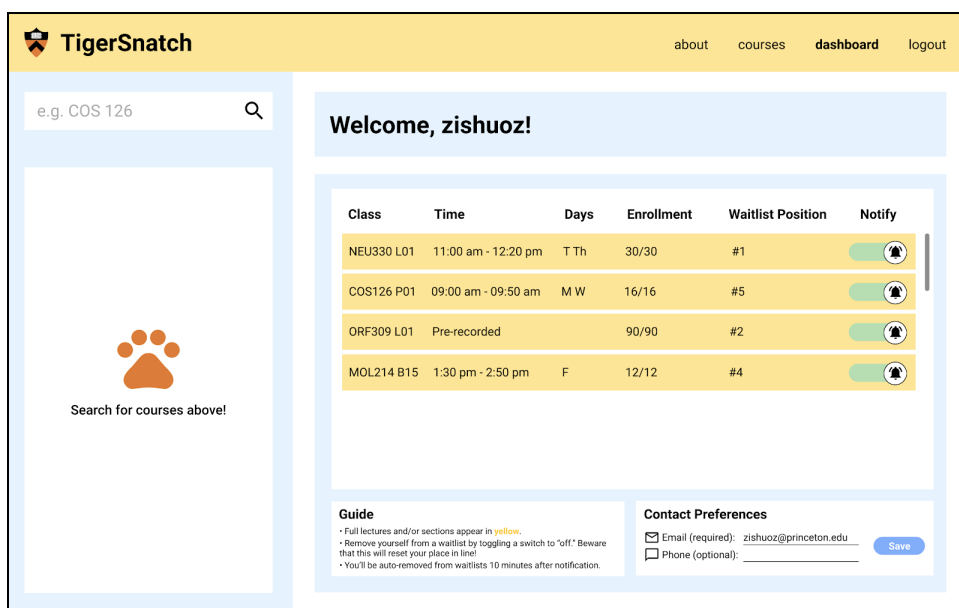 TigerSnatch
about courses dashboard logout
e.g. COS 126
Welcome, zishuoz!
Class Time Days Enrollment Waitlist Position Notify
NEU330 L01 11:00 am - 12:20 pm T Th 30/30 #1
COS126 P01 09:00 am - 09:50 am M W 16/16 #5
ORF309 L01 Pre-recorded 90/90 #2
MOL214 B15 1:30 pm - 2:50 pm F 12/12 #4
Search for courses above!
Guide
• Full lectures and/or sections appear in yellow.
• Remove yourself from a waitlist by toggling a switch to “off.” Beware
that this will reset your place in line!
• You’ll be auto-removed from waitlists 10 minutes after notification.
Contact Preferences
Email (required): zishuoz@princeton.edu
Phone (optional):
Save